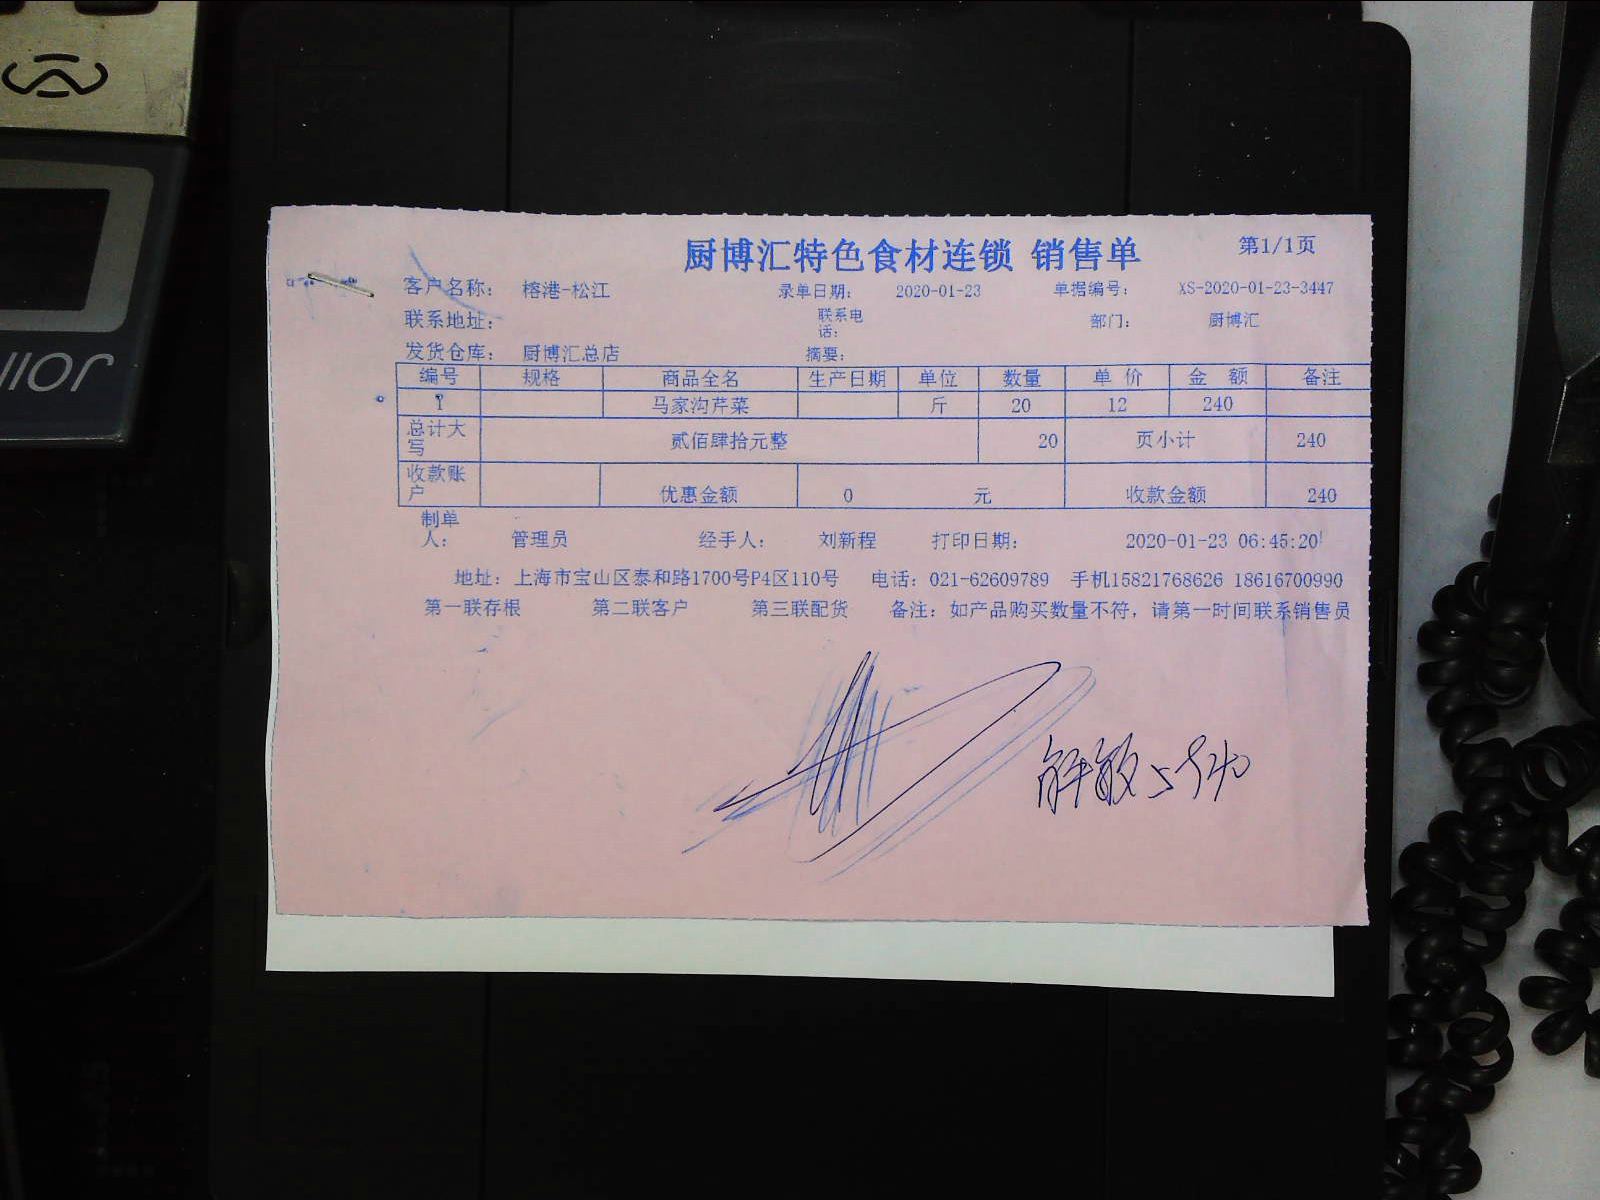 厨博汇特色食材连锁 销售单 第1/1页
客户名称： 榕港-松江 录单日期： 2020-01-23 单据编号： XS-2020-01-23-3447
联系地址： 联系电话： 部门： 厨博汇
发货仓库： 厨博汇总店 摘要：
编号 规格 商品全名 生产日期 单位 数量 单价 金额 备注
1 马家沟芹菜 斤 20 12 240
总计大写 贰佰肆拾元整 20 页小计 240
收款账户 优惠金额 0 元 收款金额 240
制单人： 管理员 经手人： 刘新程 打印日期： 2020-01-23 06:45:20
地址：上海市宝山区泰和路1700号P4区110号 电话：021-62609789 手机15821768626 18616700990
第一联存根 第二联客户 第三联配货 备注：如产品购买数量不符，请第一时间联系销售员